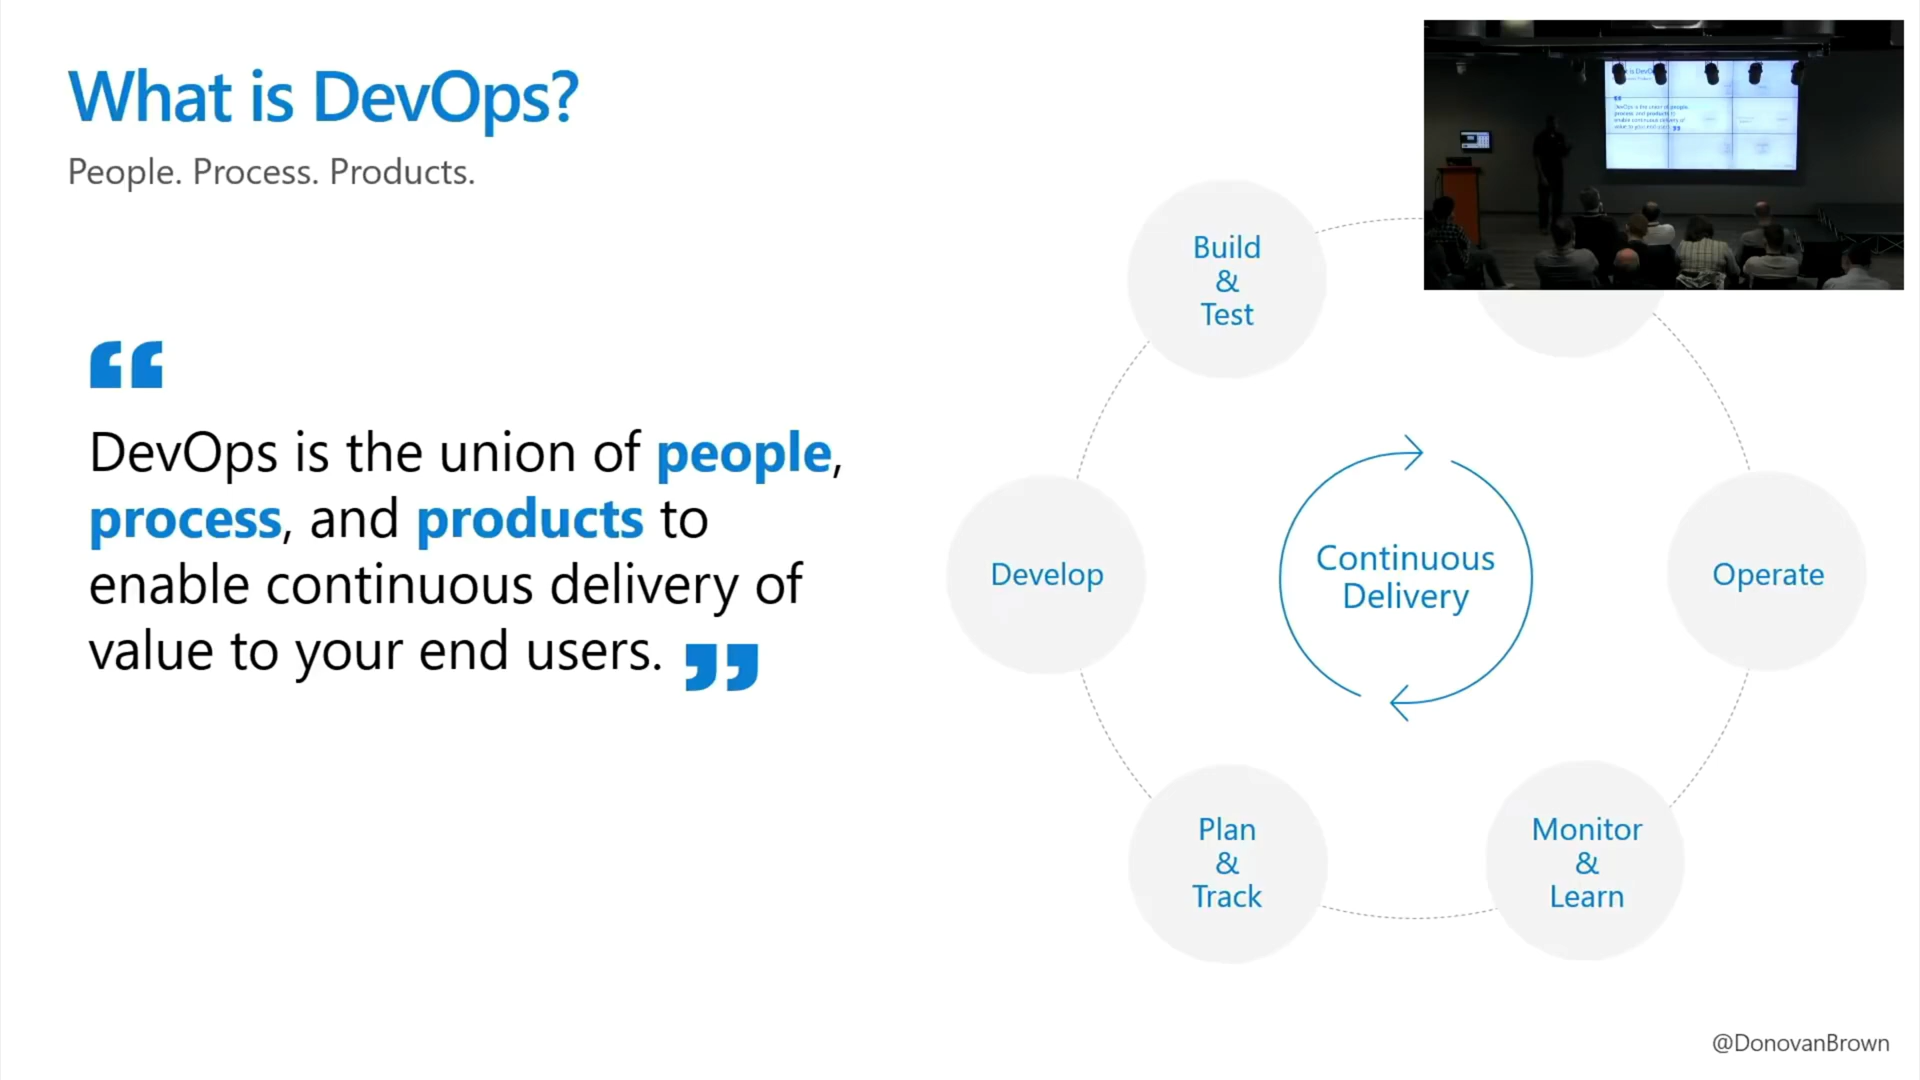 What is DevOps?
People. Process. Products.
“
DevOps is the union of people,
process, and products to
enable continuous delivery of
value to your end users. ”
Build
&
Test
Develop
Continuous
Delivery
Operate
Plan
&
Track
Monitor
&
Learn
@DonovanBrown